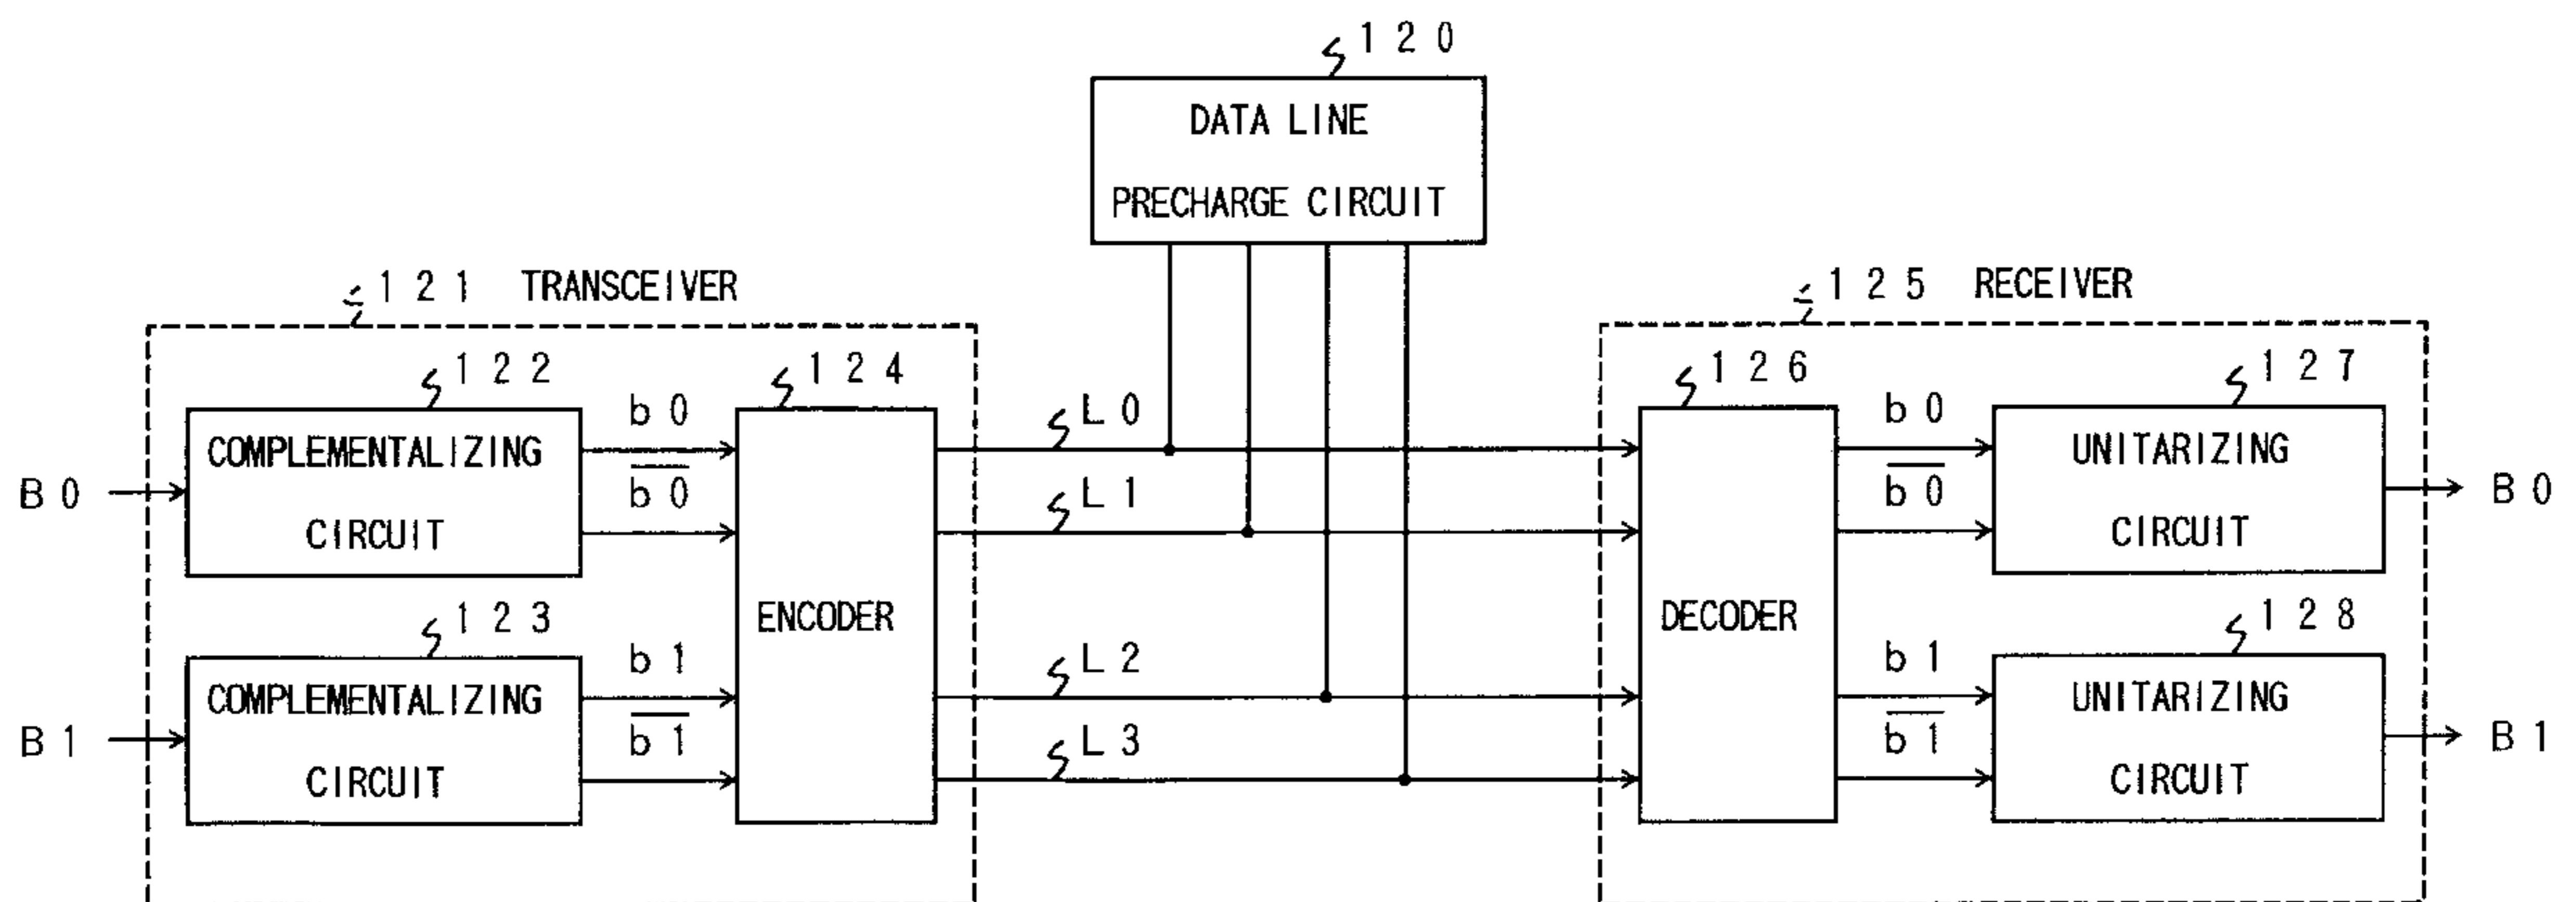 120
DATA LINE
PRECHARGE CIRCUIT
121 TRANSCEIVER
125 RECEIVER
122
124
126
127
b0
L0
b0
COMPLEMENTALIZING
CIRCUIT
B0
b̅0̅
L1
b̅0̅
UNITARIZING
CIRCUIT
B0
ENCODER
DECODER
123
b1
L2
b1
128
COMPLEMENTALIZING
CIRCUIT
B1
b̅1̅
L3
b̅1̅
UNITARIZING
CIRCUIT
B1